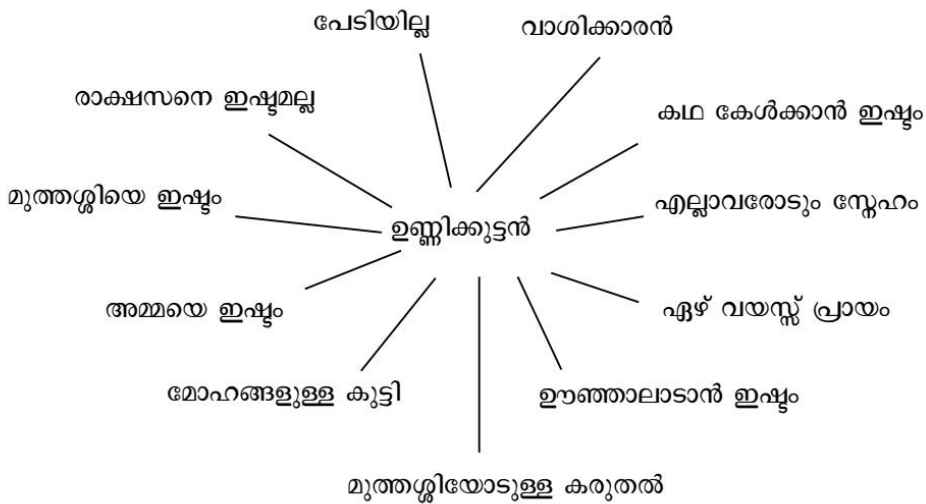 പേടിയില്ല
വാശിക്കാരൻ
രാക്ഷസനെ ഇഷ്ടമല്ല
കഥ കേൾക്കാൻ ഇഷ്ടം
മുത്തശ്ശിയെ ഇഷ്ടം
എല്ലാവരോടും സ്നേഹം
ഉണ്ണിക്കുട്ടൻ
അമ്മയെ ഇഷ്ടം
ഏഴ് വയസ്സ് പ്രായം
മോഹങ്ങളുള്ള കുട്ടി
ഊഞ്ഞാലാടാൻ ഇഷ്ടം
മുത്തശ്ശിയോടുള്ള കരുതൽ